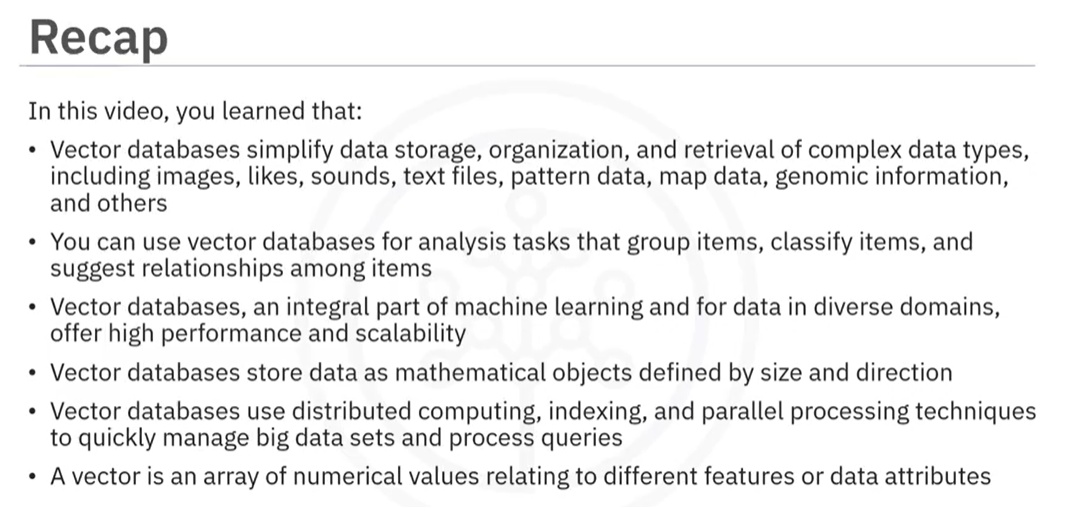 Recap
In this video, you learned that:
• Vector databases simplify data storage, organization, and retrieval of complex data types,
including images, likes, sounds, text files, pattern data, map data, genomic information,
and others
• You can use vector databases for analysis tasks that group items, classify items, and
suggest relationships among items
• Vector databases, an integral part of machine learning and for data in diverse domains,
offer high performance and scalability
• Vector databases store data as mathematical objects defined by size and direction
• Vector databases use distributed computing, indexing, and parallel processing techniques
to quickly manage big data sets and process queries
• A vector is an array of numerical values relating to different features or data attributes